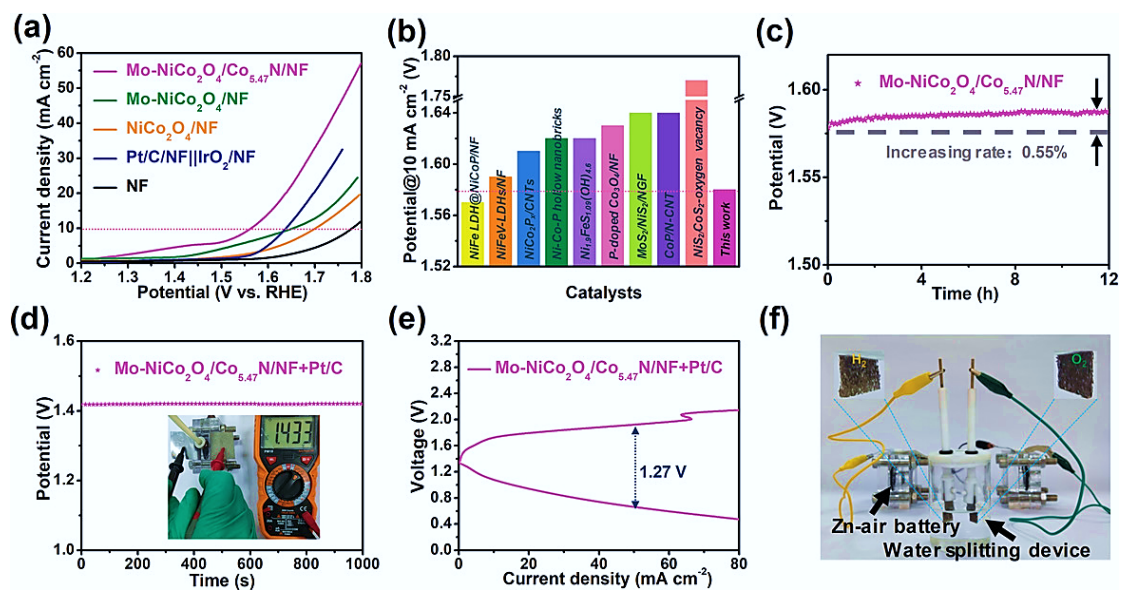 (a)
Current density (mA cm-2)
60
50
40
30
20
10
0
Mo-NiCo2O4/Co5.47N/NF
Mo-NiCo2O4/NF
NiCo2O4/NF
Pt/C/NF||IrO2/NF
NF
1.2 1.3 1.4 1.5 1.6 1.7 1.8
Potential (V vs. RHE)
(b)
Potential@10 mA cm-2 (V)
1.80
1.75
1.64
1.60
1.56
1.52
NiFe LDH@NiCoP/NF
NiFeV-LDHs/NF
NiCo2Px/CNTs
Ni-Co-P hollow nanobricks
Ni1.9FeS1.09(OH)4.6
P-doped Co3O4/NF
MoS2/NiS2/NGF
CoP/N-CNT
NiS2CoS2-oxygen vacancy
This work
Catalysts
(c)
Potential (V)
1.60
1.55
1.50
Mo-NiCo2O4/Co5.47N/NF
Increasing rate: 0.55%
0 4 8 12
Time (h)
(d)
Potential (V)
1.6
1.4
1.2
1.0
Mo-NiCo2O4/Co5.47N/NF+Pt/C
1.433
0 200 400 600 800 1000
Time (s)
(e)
Voltage (V)
3.2
2.8
2.4
2.0
1.6
1.2
0.8
0.4
0.0
Mo-NiCo2O4/Co5.47N/NF+Pt/C
1.27 V
0 20 40 60 80
Current density (mA cm-2)
(f)
H2
O2
Zn-air battery
Water splitting device